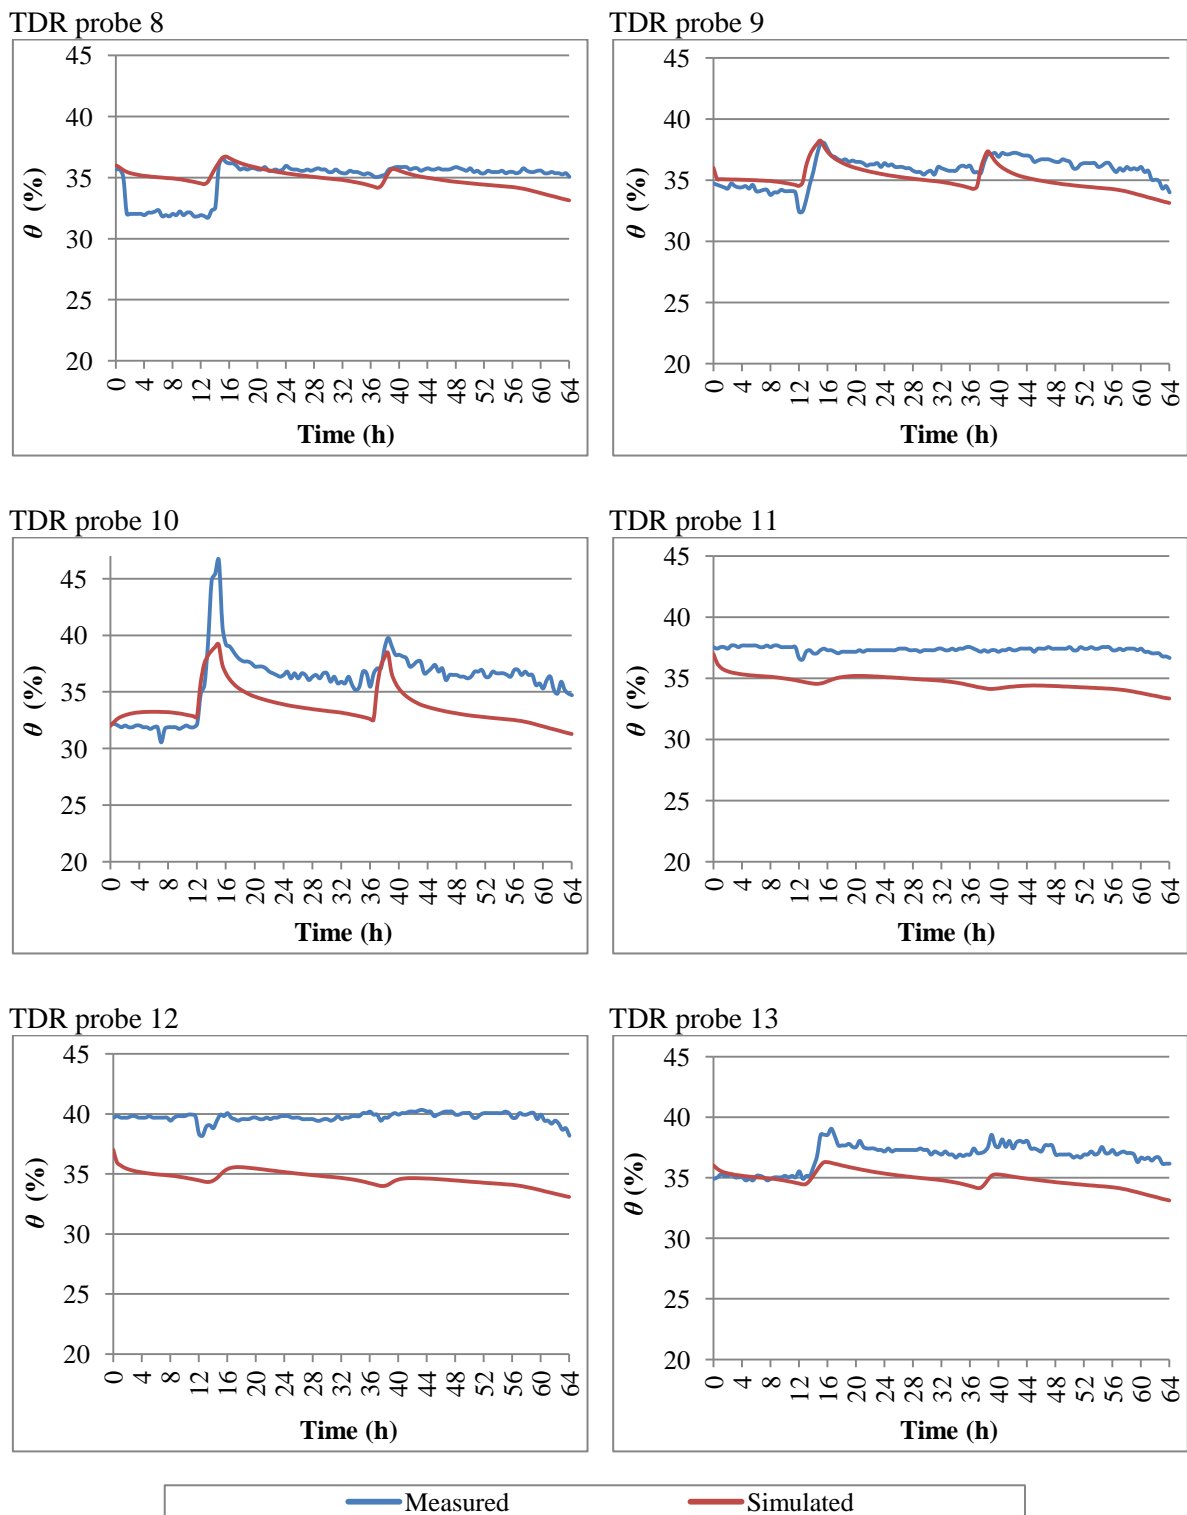 TDR probe 8
45
40
35
30
25
20
θ (%)
0 4 8 12 16 20 24 28 32 36 40 44 48 52 56 60 64
Time (h)
TDR probe 9
45
40
35
30
25
20
θ (%)
0 4 8 12 16 20 24 28 32 36 40 44 48 52 56 60 64
Time (h)
TDR probe 10
45
40
35
30
25
20
θ (%)
0 4 8 12 16 20 24 28 32 36 40 44 48 52 56 60 64
Time (h)
TDR probe 11
45
40
35
30
25
20
θ (%)
0 4 8 12 16 20 24 28 32 36 40 44 48 52 56 60 64
Time (h)
TDR probe 12
45
40
35
30
25
20
θ (%)
0 4 8 12 16 20 24 28 32 36 40 44 48 52 56 60 64
Time (h)
TDR probe 13
45
40
35
30
25
20
θ (%)
0 4 8 12 16 20 24 28 32 36 40 44 48 52 56 60 64
Time (h)
Measured Simulated